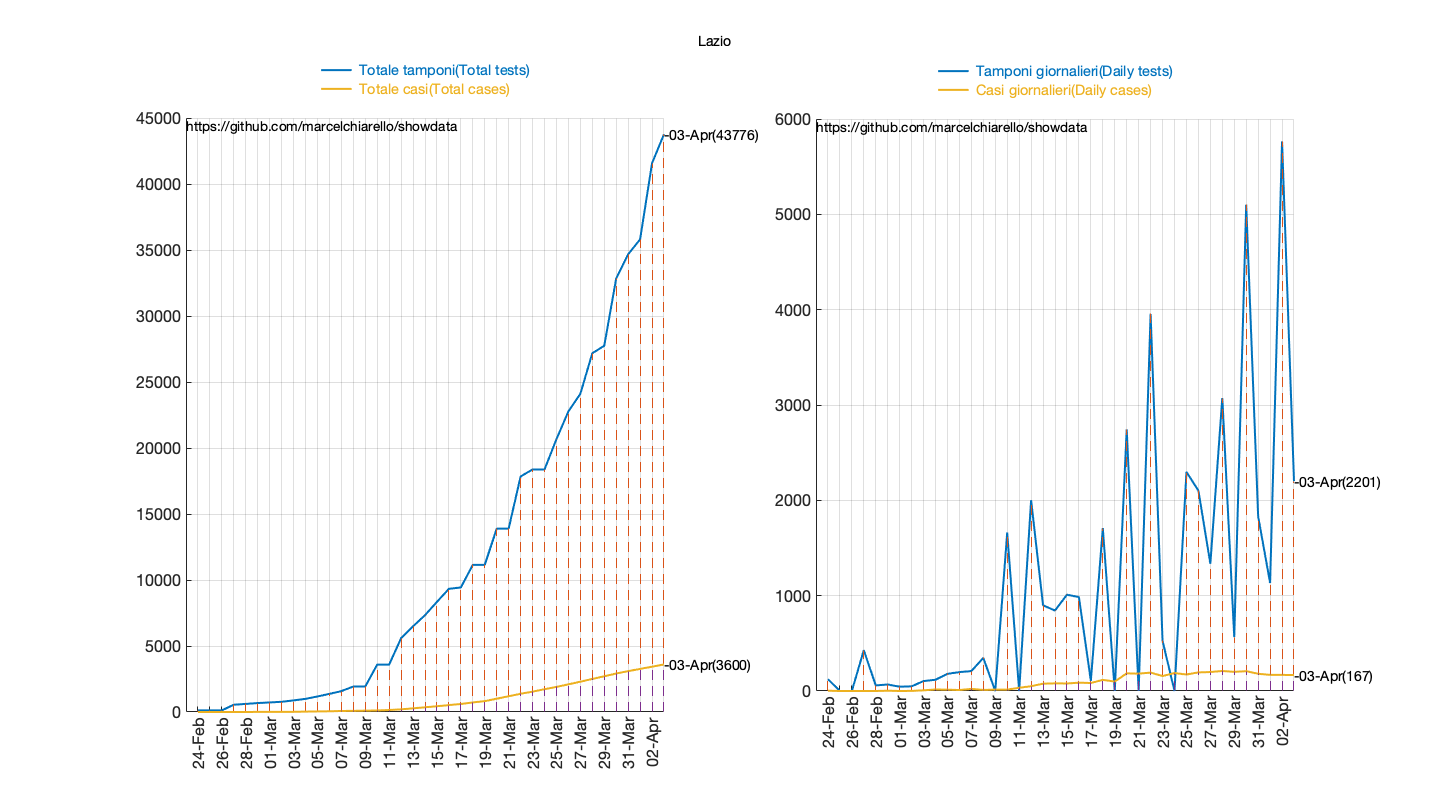 Lazio
Totale tamponi(Total tests)
Totale casi(Total cases)
https://github.com/marcelchiarello/showdata
45000
40000
35000
30000
25000
20000
15000
10000
5000
0
-03-Apr(43776)
-03-Apr(3600)
24-Feb
26-Feb
28-Feb
01-Mar
03-Mar
05-Mar
07-Mar
09-Mar
11-Mar
13-Mar
15-Mar
17-Mar
19-Mar
21-Mar
23-Mar
25-Mar
27-Mar
29-Mar
31-Mar
02-Apr
Tamponi giornalieri(Daily tests)
Casi giornalieri(Daily cases)
https://github.com/marcelchiarello/showdata
6000
5000
4000
3000
2000
1000
0
-03-Apr(2201)
-03-Apr(167)
24-Feb
26-Feb
28-Feb
01-Mar
03-Mar
05-Mar
07-Mar
09-Mar
11-Mar
13-Mar
15-Mar
17-Mar
19-Mar
21-Mar
23-Mar
25-Mar
27-Mar
29-Mar
31-Mar
02-Apr